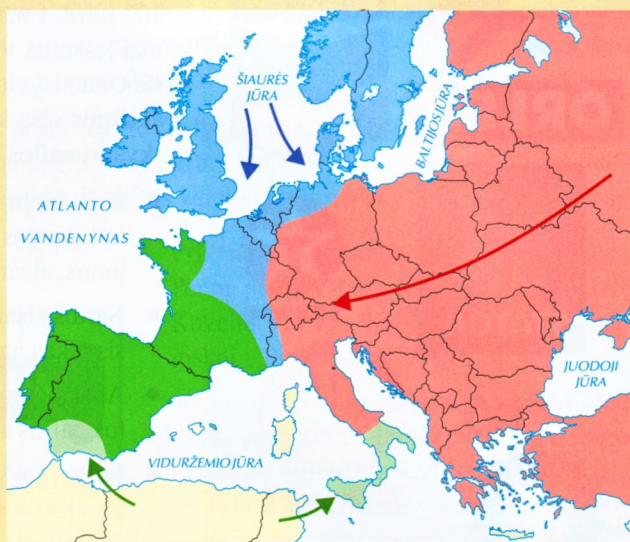 ŠIAURĖS
JŪRA
BALTIJOS JŪRA
ATLANTO
VANDENYNAS
JUODOJI
JŪRA
VIDURŽEMIO JŪRA